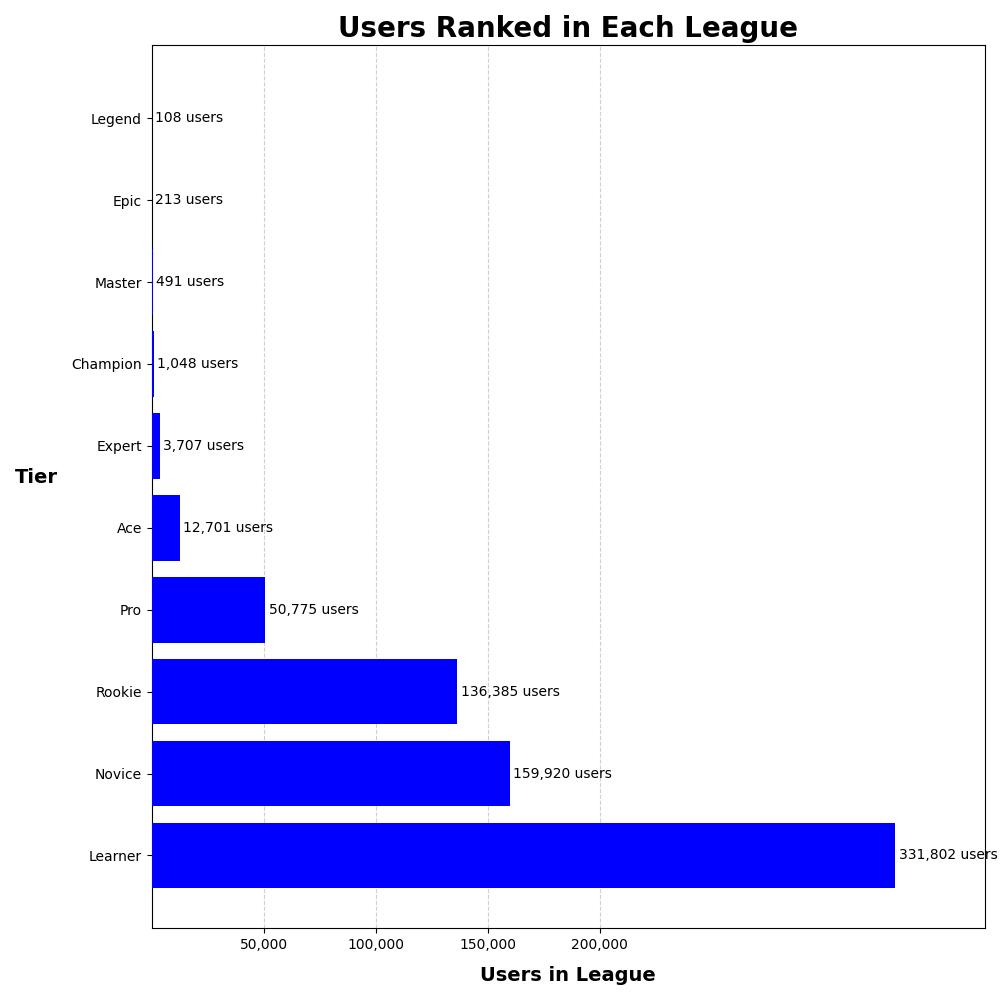 Users Ranked in Each League
Legend 108 users
Epic 213 users
Master 491 users
Champion 1,048 users
Expert 3,707 users
Tier
Ace 12,701 users
Pro 50,775 users
Rookie 136,385 users
Novice 159,920 users
Learner 331,802 users
50,000 100,000 150,000 200,000
Users in League